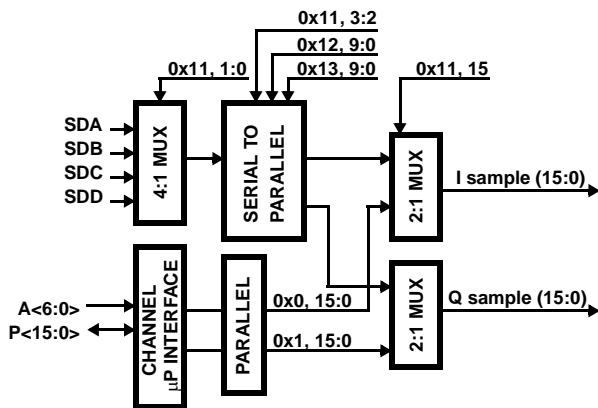 0x11, 3:2
0x12, 9:0
0x11, 1:0
0x13, 9:0
0x11, 15
SDA
SDB
SDC
SDD
4:1 MUX
SERIAL TO
PARALLEL
2:1 MUX
I sample (15:0)
A<6:0>
P<15:0>
CHANNEL
µP INTERFACE
PARALLEL
0x0, 15:0
0x1, 15:0
2:1 MUX
Q sample (15:0)